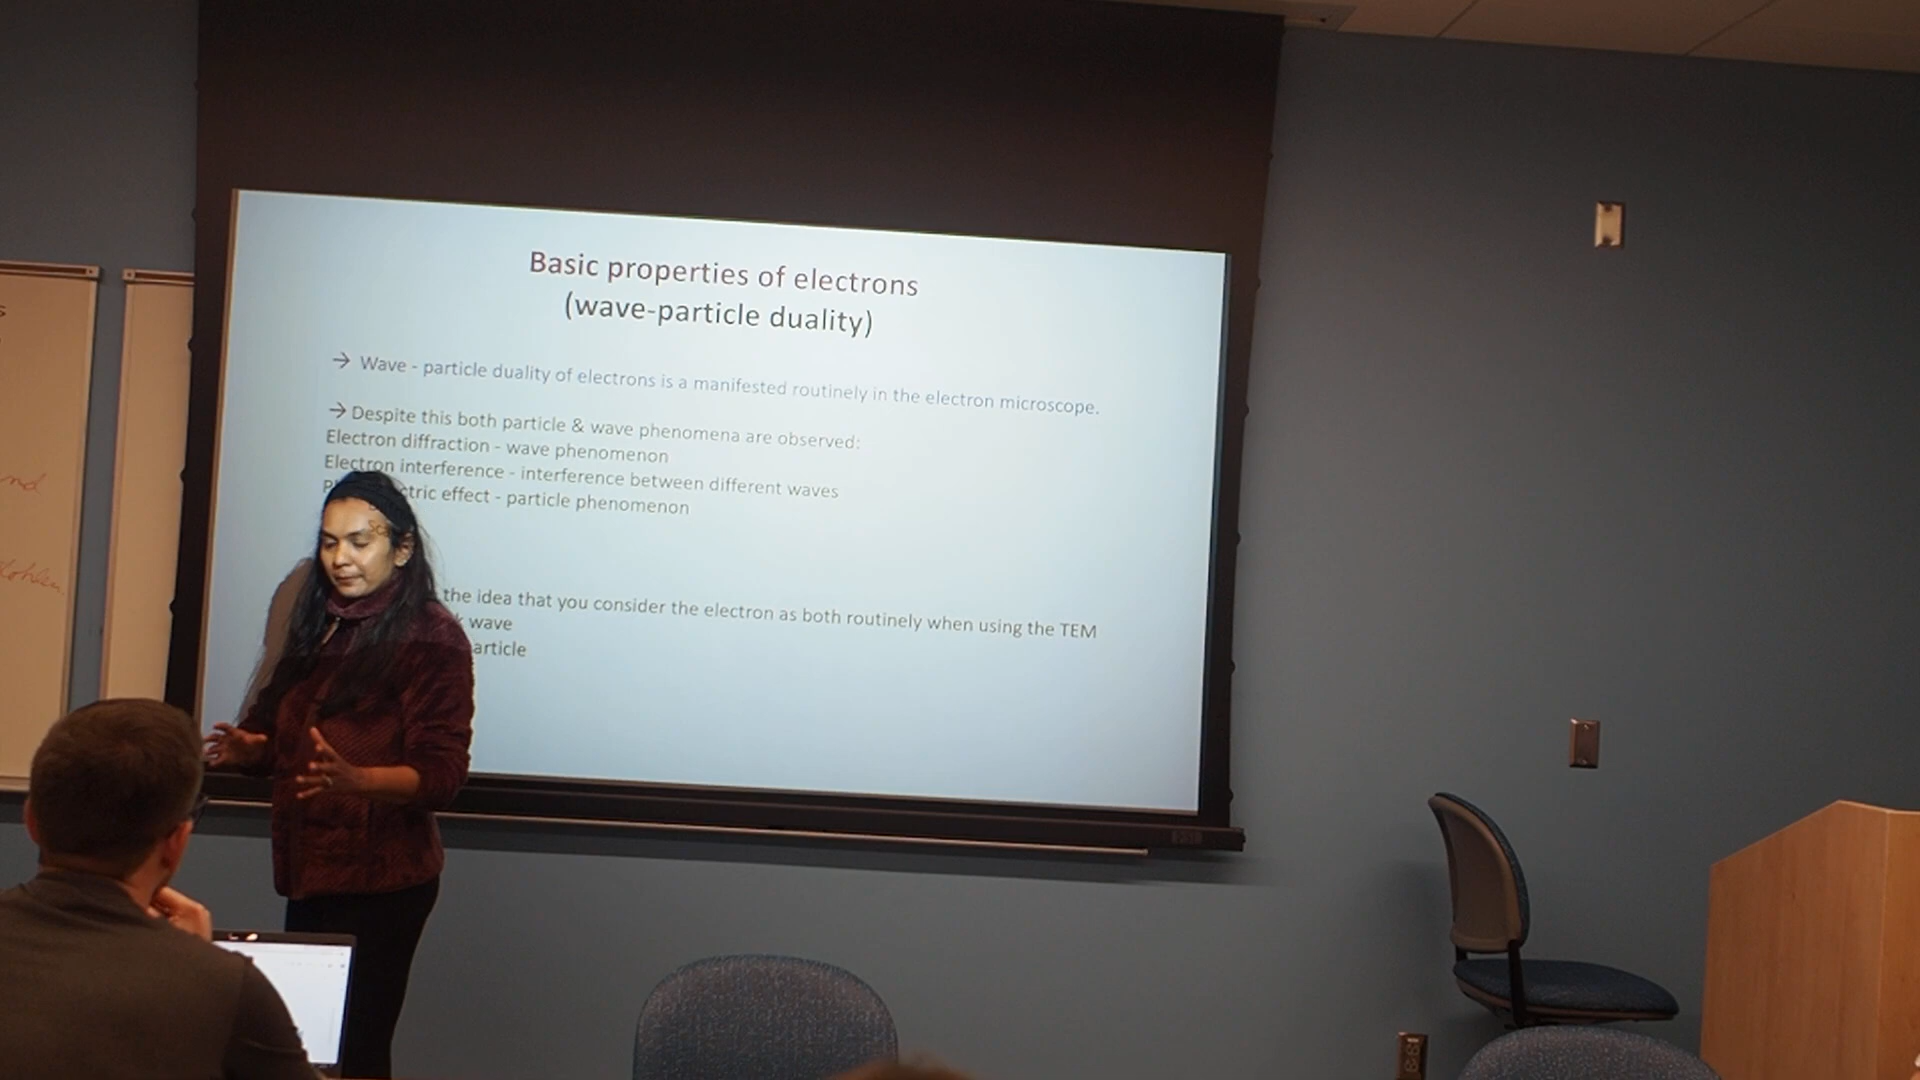 Basic properties of electrons
(wave-particle duality)
→ Wave - particle duality of electrons is a manifested routinely in the electron microscope.
→ Despite this both particle & wave phenomena are observed:
Electron diffraction - wave phenomenon
Electron interference - interference between different waves
effect - particle phenomenon
the idea that you consider the electron as both routinely when using the TEM
wave
nd